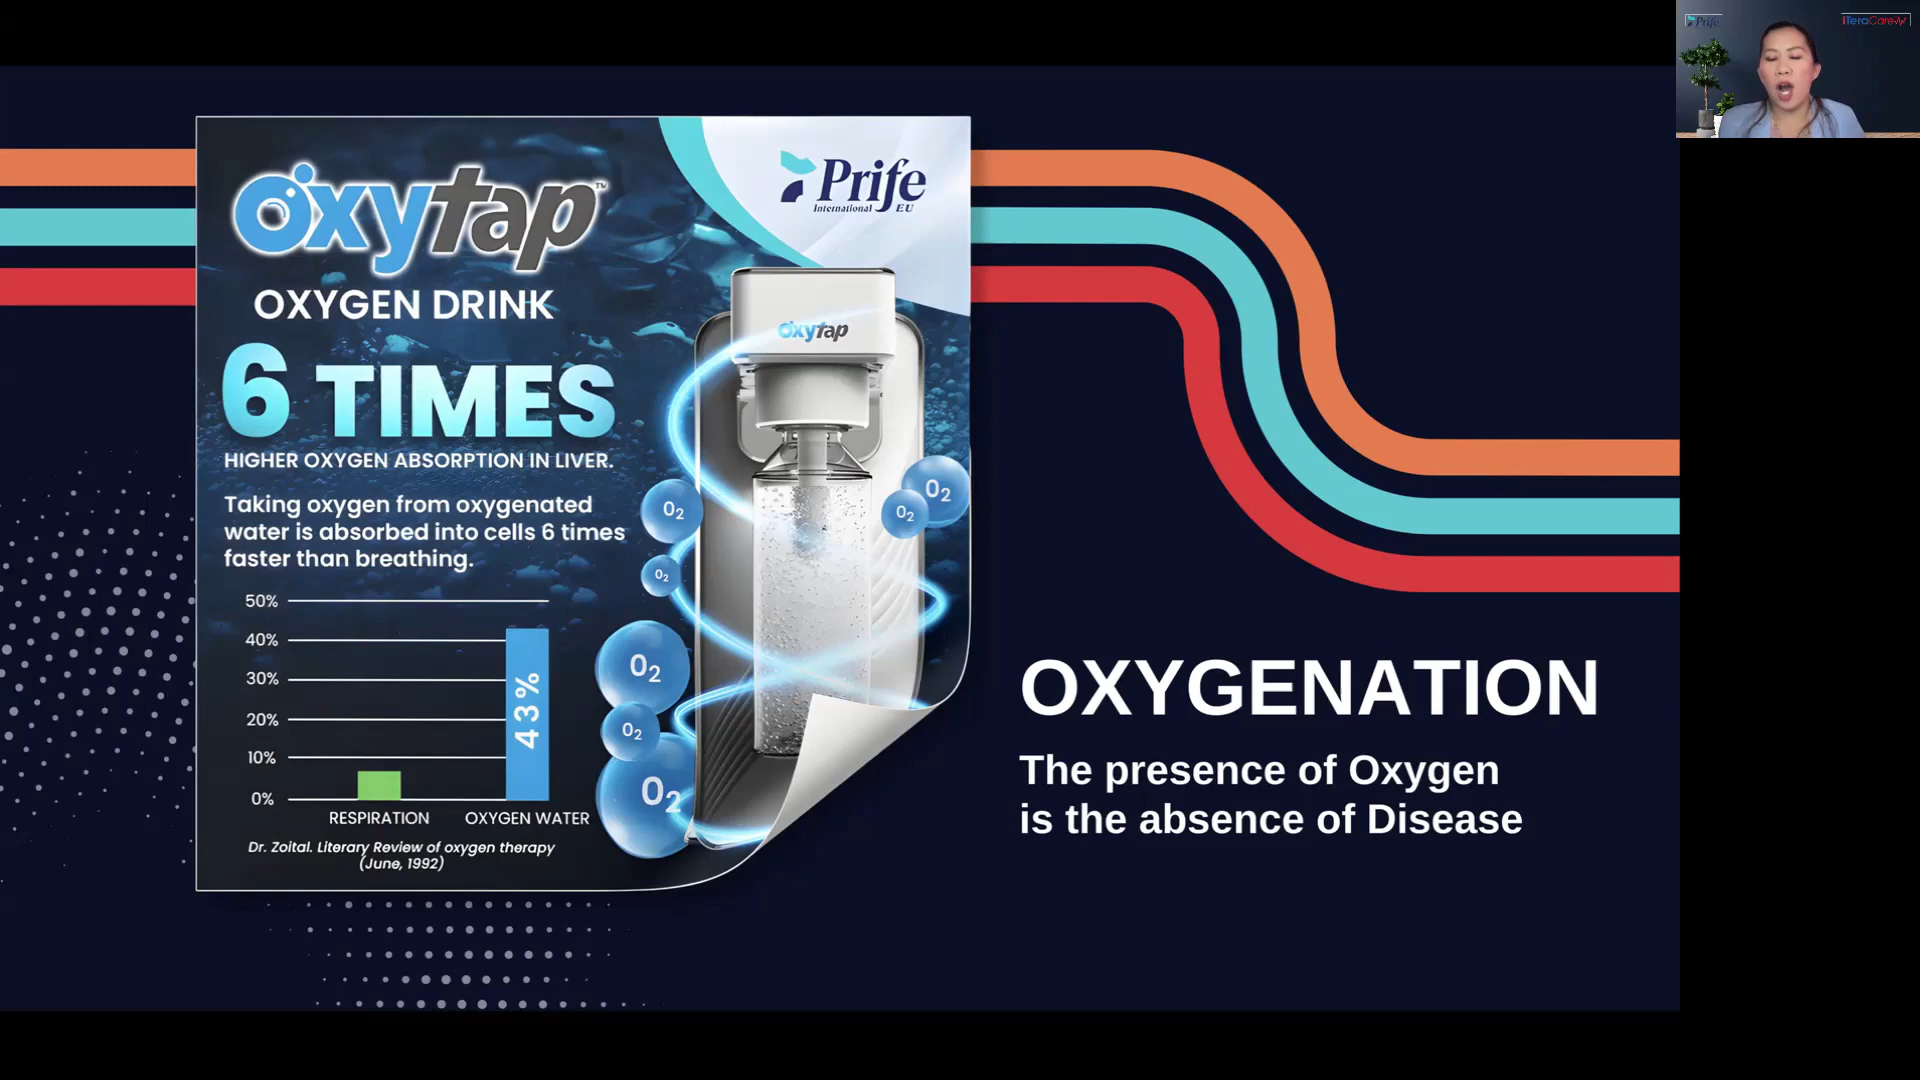 Oxytap™
OXYGEN DRINK
6 TIMES
HIGHER OXYGEN ABSORPTION IN LIVER.
Taking oxygen from oxygenated
water is absorbed into cells 6 times
faster than breathing.
50%
40%
30%
20%
10%
0%
43%
RESPIRATION
OXYGEN WATER
Dr. Zoital. Literary Review of oxygen therapy
(June, 1992)
Prife
International EU
Oxytap
O₂
O₂
O₂
O₂
O₂
O₂
O₂
OXYGENATION
The presence of Oxygen
is the absence of Disease
Prife
iTeraCare